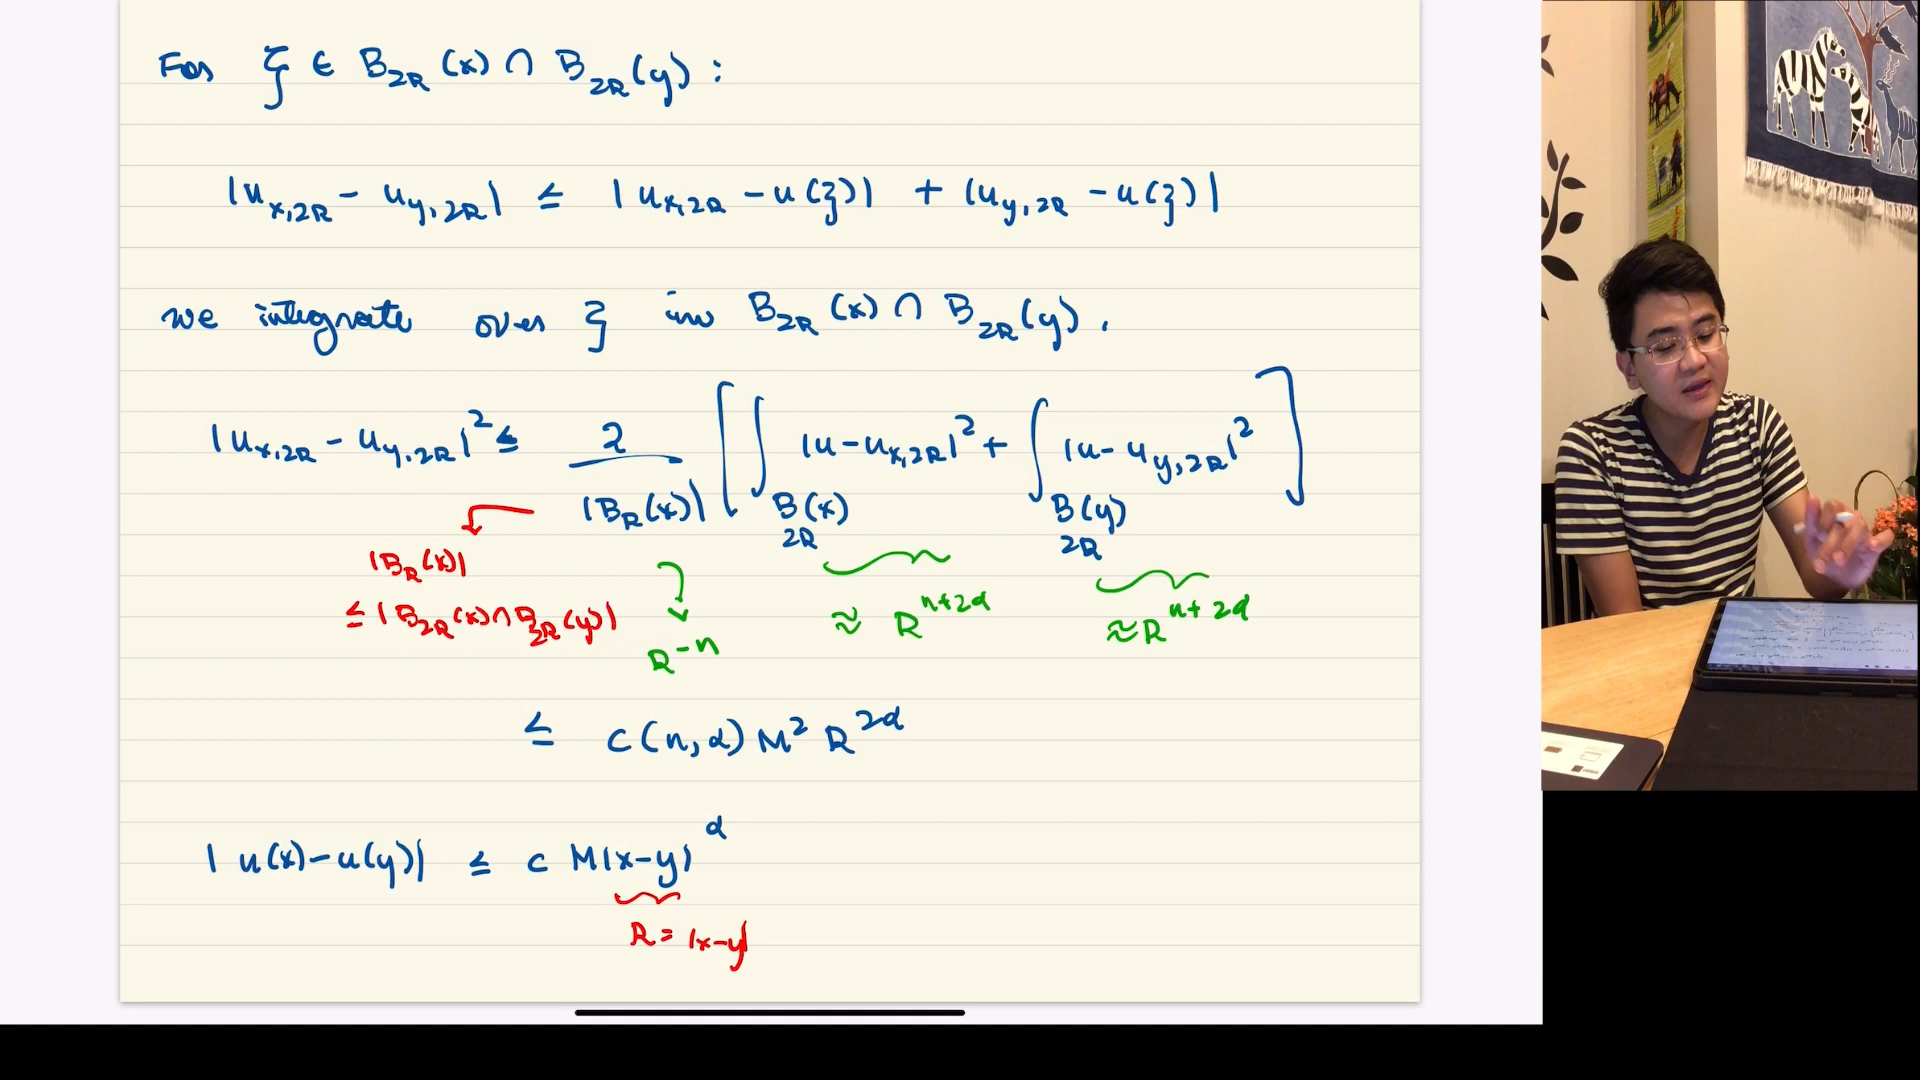 For ξ ∈ B_{2R}(x) ∩ B_{2R}(y) :
|u_{x,2R} - u_{y,2R}| ≤ |u_{x,2R} - u(ξ)| + |u_{y,2R} - u(ξ)|
we integrate over ξ in B_{2R}(x) ∩ B_{2R}(y).
|u_{x,2R} - u_{y,2R}|^2 ≤ \frac{2}{|B_R(x)|} [ ∫_{B_{2R}(x)} |u - u_{x,2R}|^2 + ∫_{B_{2R}(y)} |u - u_{y,2R}|^2 ]
|B_R(x)|
≤ |B_{2R}(x) ∩ B_{2R}(y)|
R^{-n}
≈ R^{n+2α}
≈ R^{n+2α}
≤ C(n,α) M^2 R^{2α}
|u(x) - u(y)| ≤ c M|x-y|^α
R = |x-y|